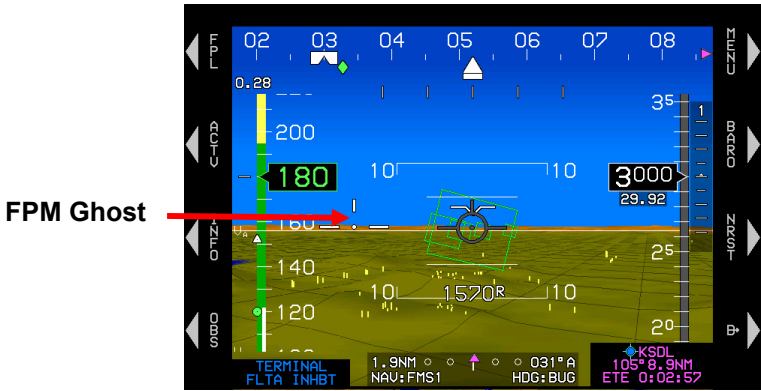 FPL
MENU
02 03 04 05 06 07 08
0.28
35
1
200
ACTV
BARO
10 10
180
3000
29.92
FPM Ghost
160
INFO
NRST
25
140
10 1570R 10
120
OBS
20
KSDL
TERMINAL
FLTA INHBT
1.9NM
031°A
NAV:FMS1
HDG:BUG
105°8.9NM
ETE 0:02:57